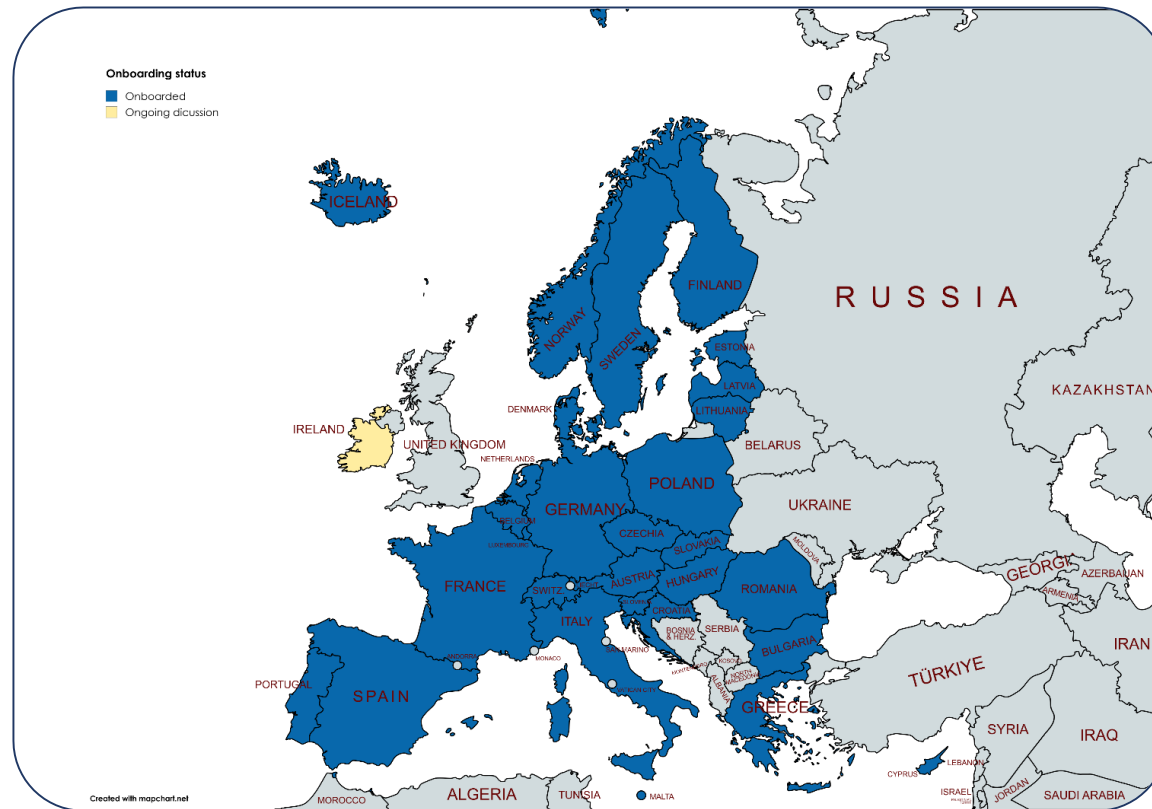 Onboarding status
Onboarded
Ongoing dicussion
ICELAND
RUSSIA
FINLAND
NORWAY
SWEDEN
ESTONIA
LATVIA
LITHUANIA
KAZAKHSTAN
DENMARK
IRELAND
UNITED KINGDOM
NETHERLANDS
BELARUS
POLAND
GERMANY
UKRAINE
BELGIUM
LUXEMBOURG
CZECHIA
SLOVAKIA
MOLDOVA
FRANCE
SWITZ.
AUSTRIA
HUNGARY
ROMANIA
GEORGI
AZERBAIJAN
ARMENIA
ITALY
CROATIA
BOSNIA
& HERZ.
SERBIA
SAN MARINO
MONACO
ANDORRA
BULGARIA
MONTENEGRO
KOSOVO
NORTH
MACEDONIA
ALBANIA
VATICAN CITY
PORTUGAL
SPAIN
GREECE
TÜRKIYE
IRAN
SYRIA
IRAQ
CYPRUS
LEBANON
ISRAEL
JORDAN
SAUDI ARABIA
MALTA
MOROCCO
ALGERIA
TUNISIA
Created with mapchart.net